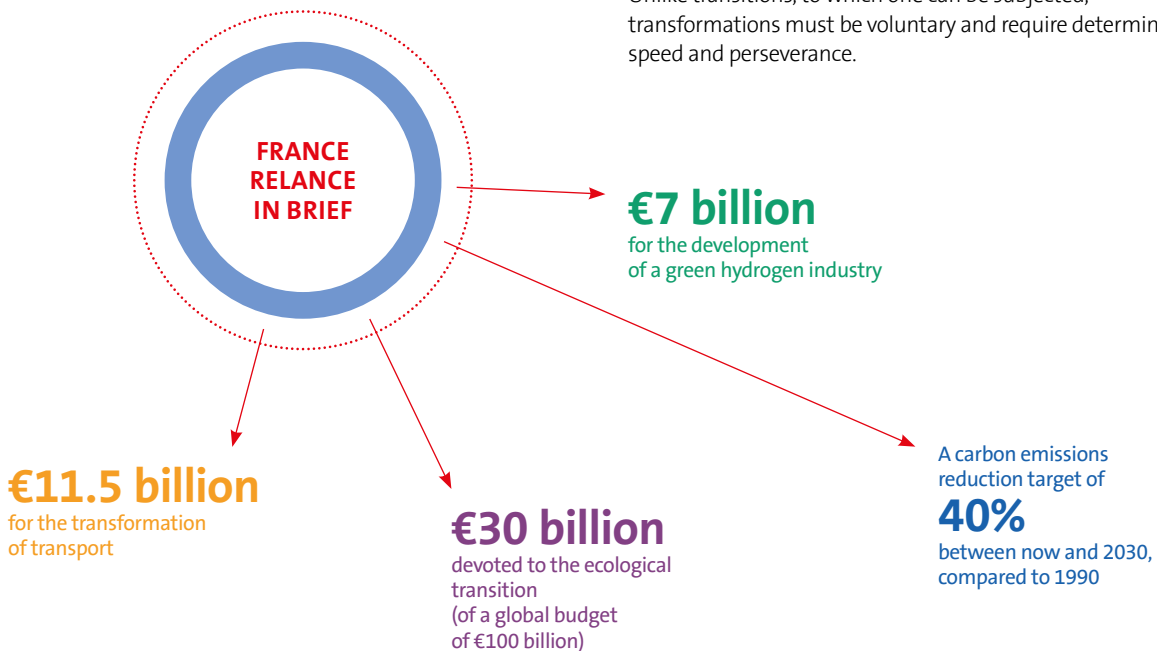 transformations must be voluntary and require determin
speed and perseverance.
FRANCE
RELANCE
IN BRIEF
€7 billion
for the development
of a green hydrogen industry
€11.5 billion
for the transformation
of transport
€30 billion
devoted to the ecological
transition
(of a global budget
of €100 billion)
A carbon emissions
reduction target of
40%
between now and 2030,
compared to 1990